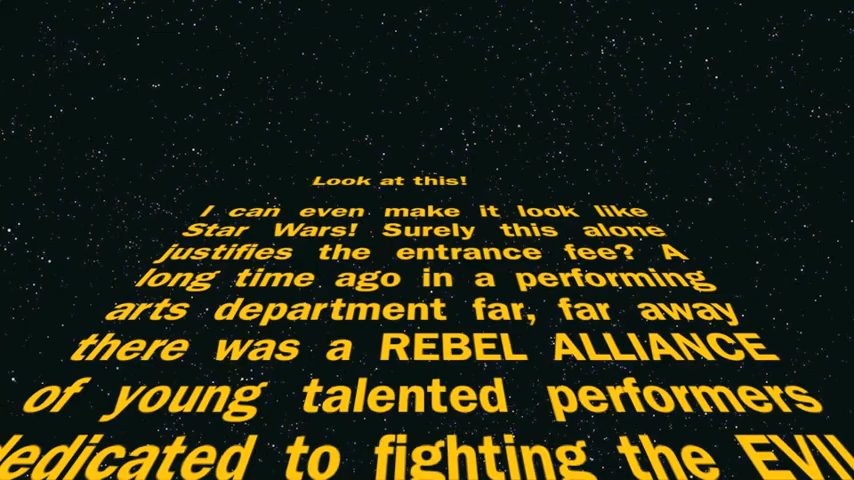 Look at this!
I can even make it look like
Star Wars! Surely this alone
justifies the entrance fee? A
long time ago in a performing
arts department far, far away
there was a REBEL ALLIANCE
of young talented performers
dedicated to fighting the EVIL